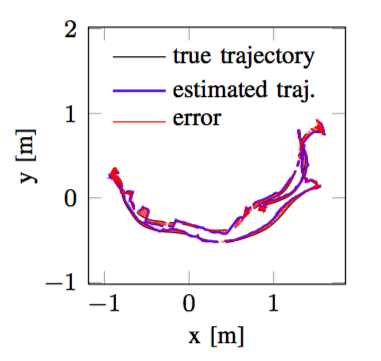 2
true trajectory
estimated traj.
error
1
y [m]
0
−1
−1 0 1
x [m]